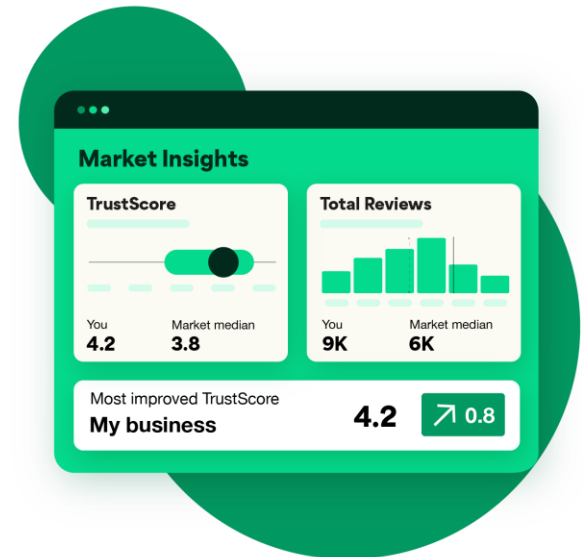 Market Insights
TrustScore
You
Market median
4.2
3.8
Total Reviews
You
Market median
9K
6K
Most improved TrustScore
My business
4.2
0.8